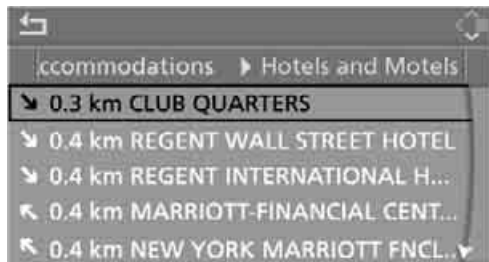 ccommodations Hotels and Motels
0.3 km CLUB QUARTERS
0.4 km REGENT WALL STREET HOTEL
0.4 km REGENT INTERNATIONAL H...
0.4 km MARRIOTT-FINANCIAL CENT...
0.4 km NEW YORK MARRIOTT FNCL..